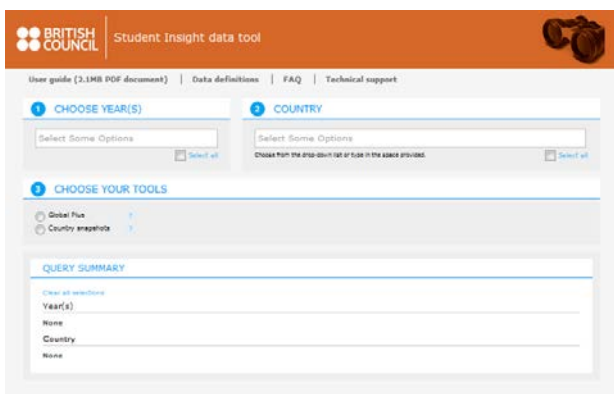 BRITISH
COUNCIL
Student Insight data tool
User guide (2.1MB PDF document) | Data definitions | FAQ | Technical support
1 CHOOSE YEAR(S)
2 COUNTRY
Select Some Options
Select Some Options
Select all
Choose from the drop-down list or type in the space provided.
Select all
3 CHOOSE YOUR TOOLS
Global Plus ?
Country snapshots ?
QUERY SUMMARY
Clear all selections
Year(s)
None
Country
None